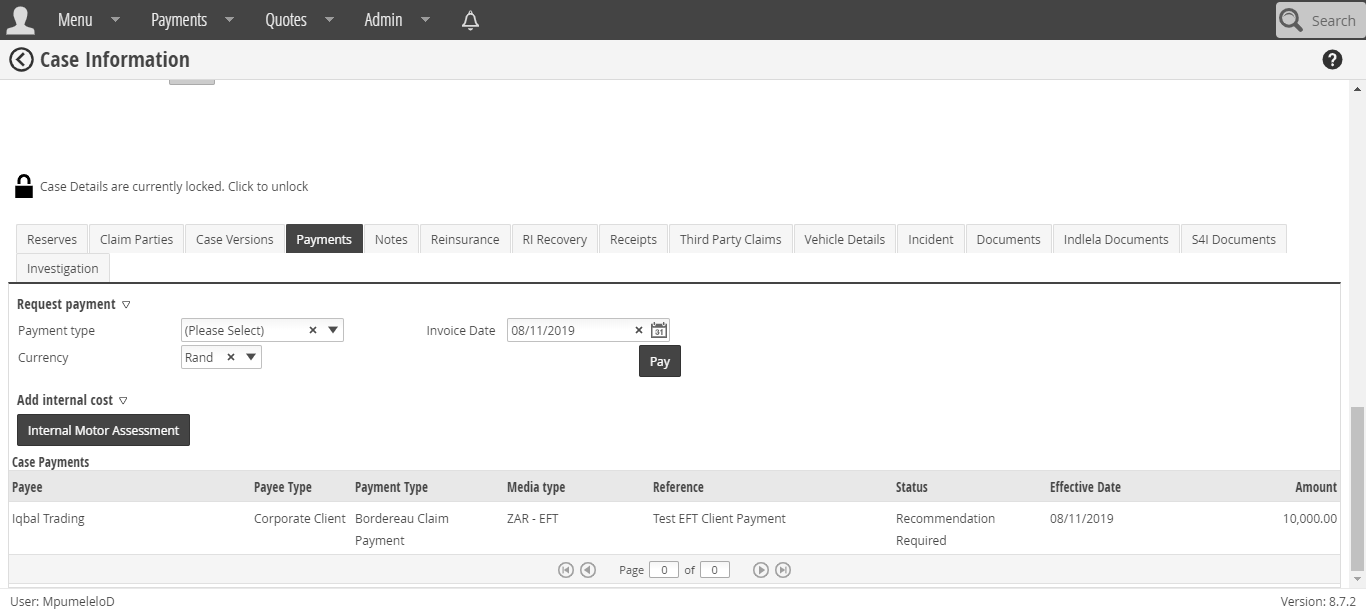 Menu Payments Quotes Admin Search
Case Information
Case Details are currently locked. Click to unlock
Reserves Claim Parties Case Versions Payments Notes Reinsurance RI Recovery Receipts Third Party Claims Vehicle Details Incident Documents Indlela Documents S4I Documents
Investigation
Request payment
Payment type (Please Select) Invoice Date 08/11/2019 31
Currency Rand Pay
Add internal cost
Internal Motor Assessment
Case Payments
Payee Payee Type Payment Type Media type Reference Status Effective Date Amount
Iqbal Trading Corporate Client Bordereau Claim ZAR - EFT Test EFT Client Payment Recommendation 08/11/2019 10,000.00
Payment Required
Page 0 of 0
User: MpumeleloD Version: 8.7.2